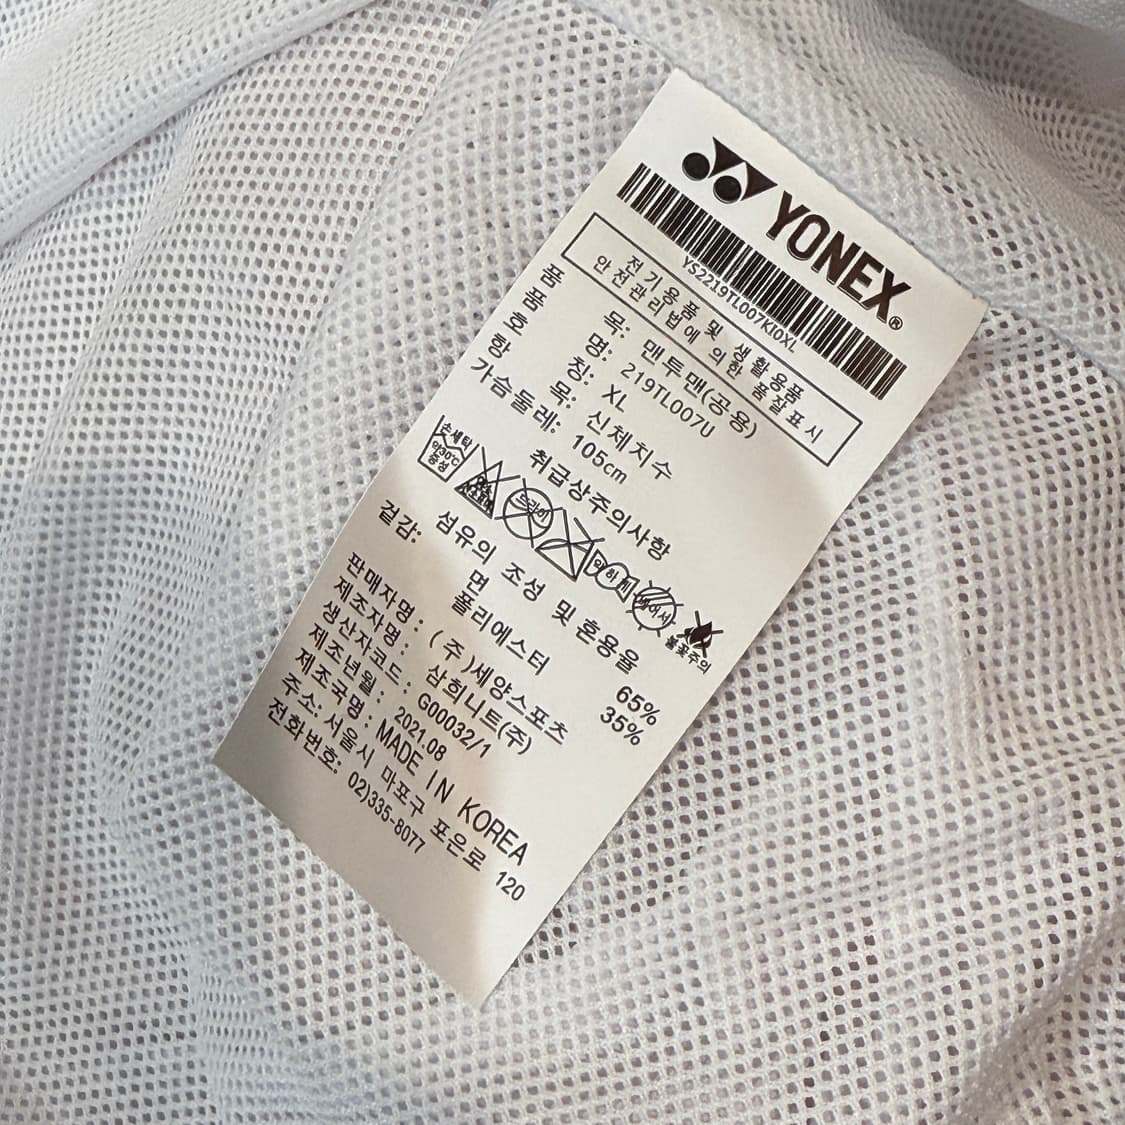 YONEX®
YS2219TL007KI0XL
전기용품 및 생활용품
안전관리법에 의한 품질표시
품 목: 맨투맨(공용)
품 명: 219TL007U
호 칭: XL
항 목: 신체치수
가슴둘레: 105cm
취급상주의사항
손세탁
약30℃
중성
드라이
약하게
뉘어서
불꽃주의
섬유의 조성 및 혼용율
겉감: 면 65%
폴리에스터 35%
판매자명: (주)세양스포츠
제조자명: 삼희니트(주)
생산자코드: G00032/1
제조년월: 2021.08
제조국명: MADE IN KOREA
주소: 서울시 마포구 포은로 120
전화번호: 02)335-8077